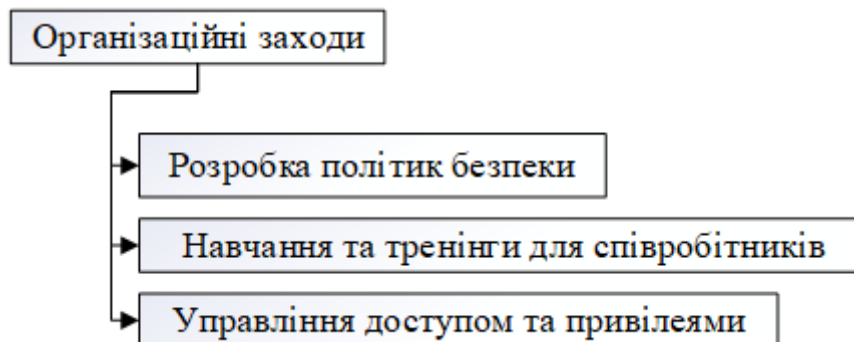 Організаційні заходи
Розробка політик безпеки
Навчання та тренінги для співробітників
Управління доступом та привілеями